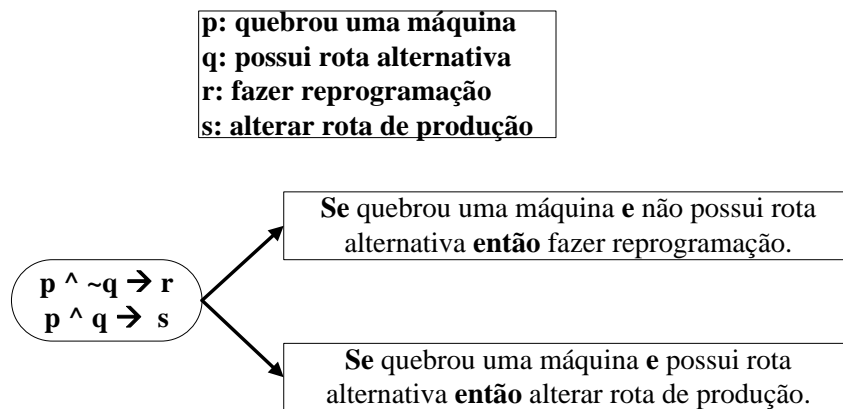 p: quebrou uma máquina
q: possui rota alternativa
r: fazer reprogramação
s: alterar rota de produção
Se quebrou uma máquina e não possui rota
alternativa então fazer reprogramação.
p ^ ~q → r
p ^ q → s
Se quebrou uma máquina e possui rota
alternativa então alterar rota de produção.